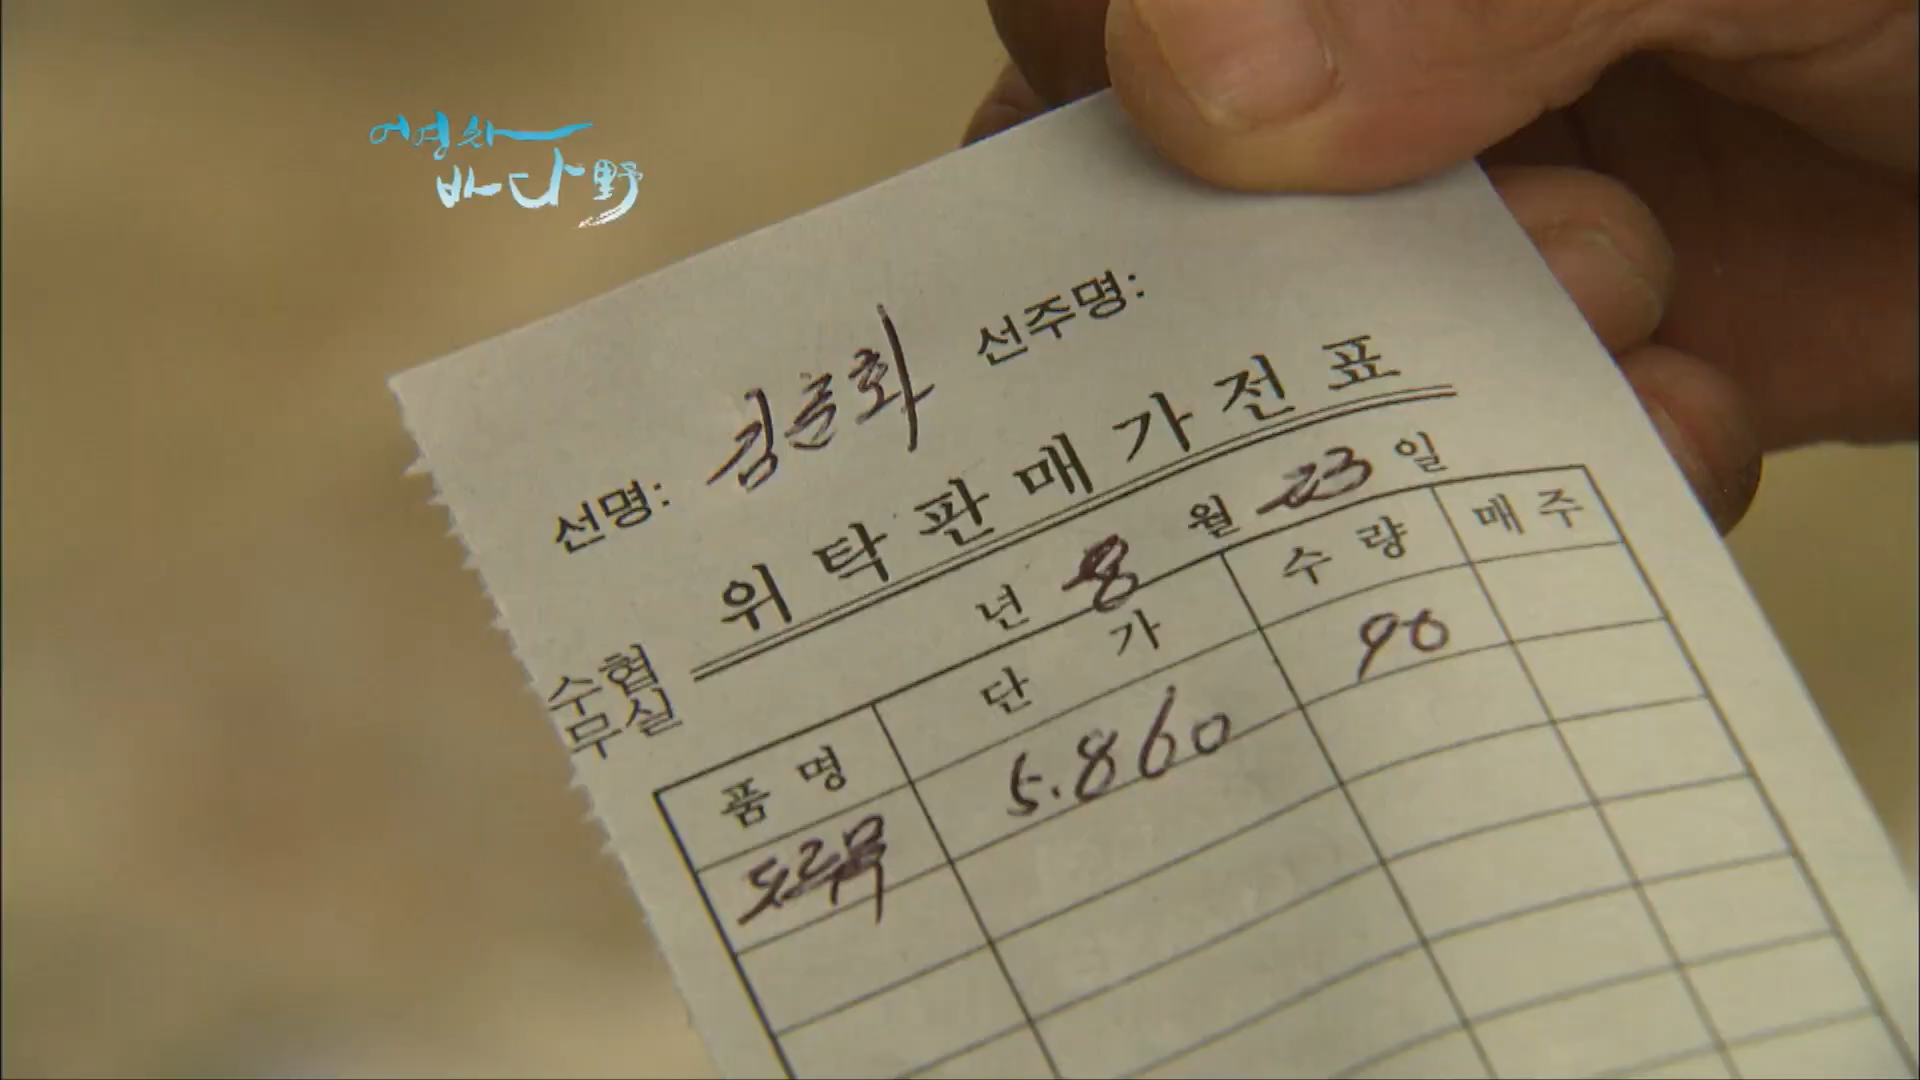 어영차
바다野
선명: 김순화 선주명:
위탁판매가전표
년 8 월 23 일
수협
무실
품명 단가 수량 매주
도루묵 5.860 90